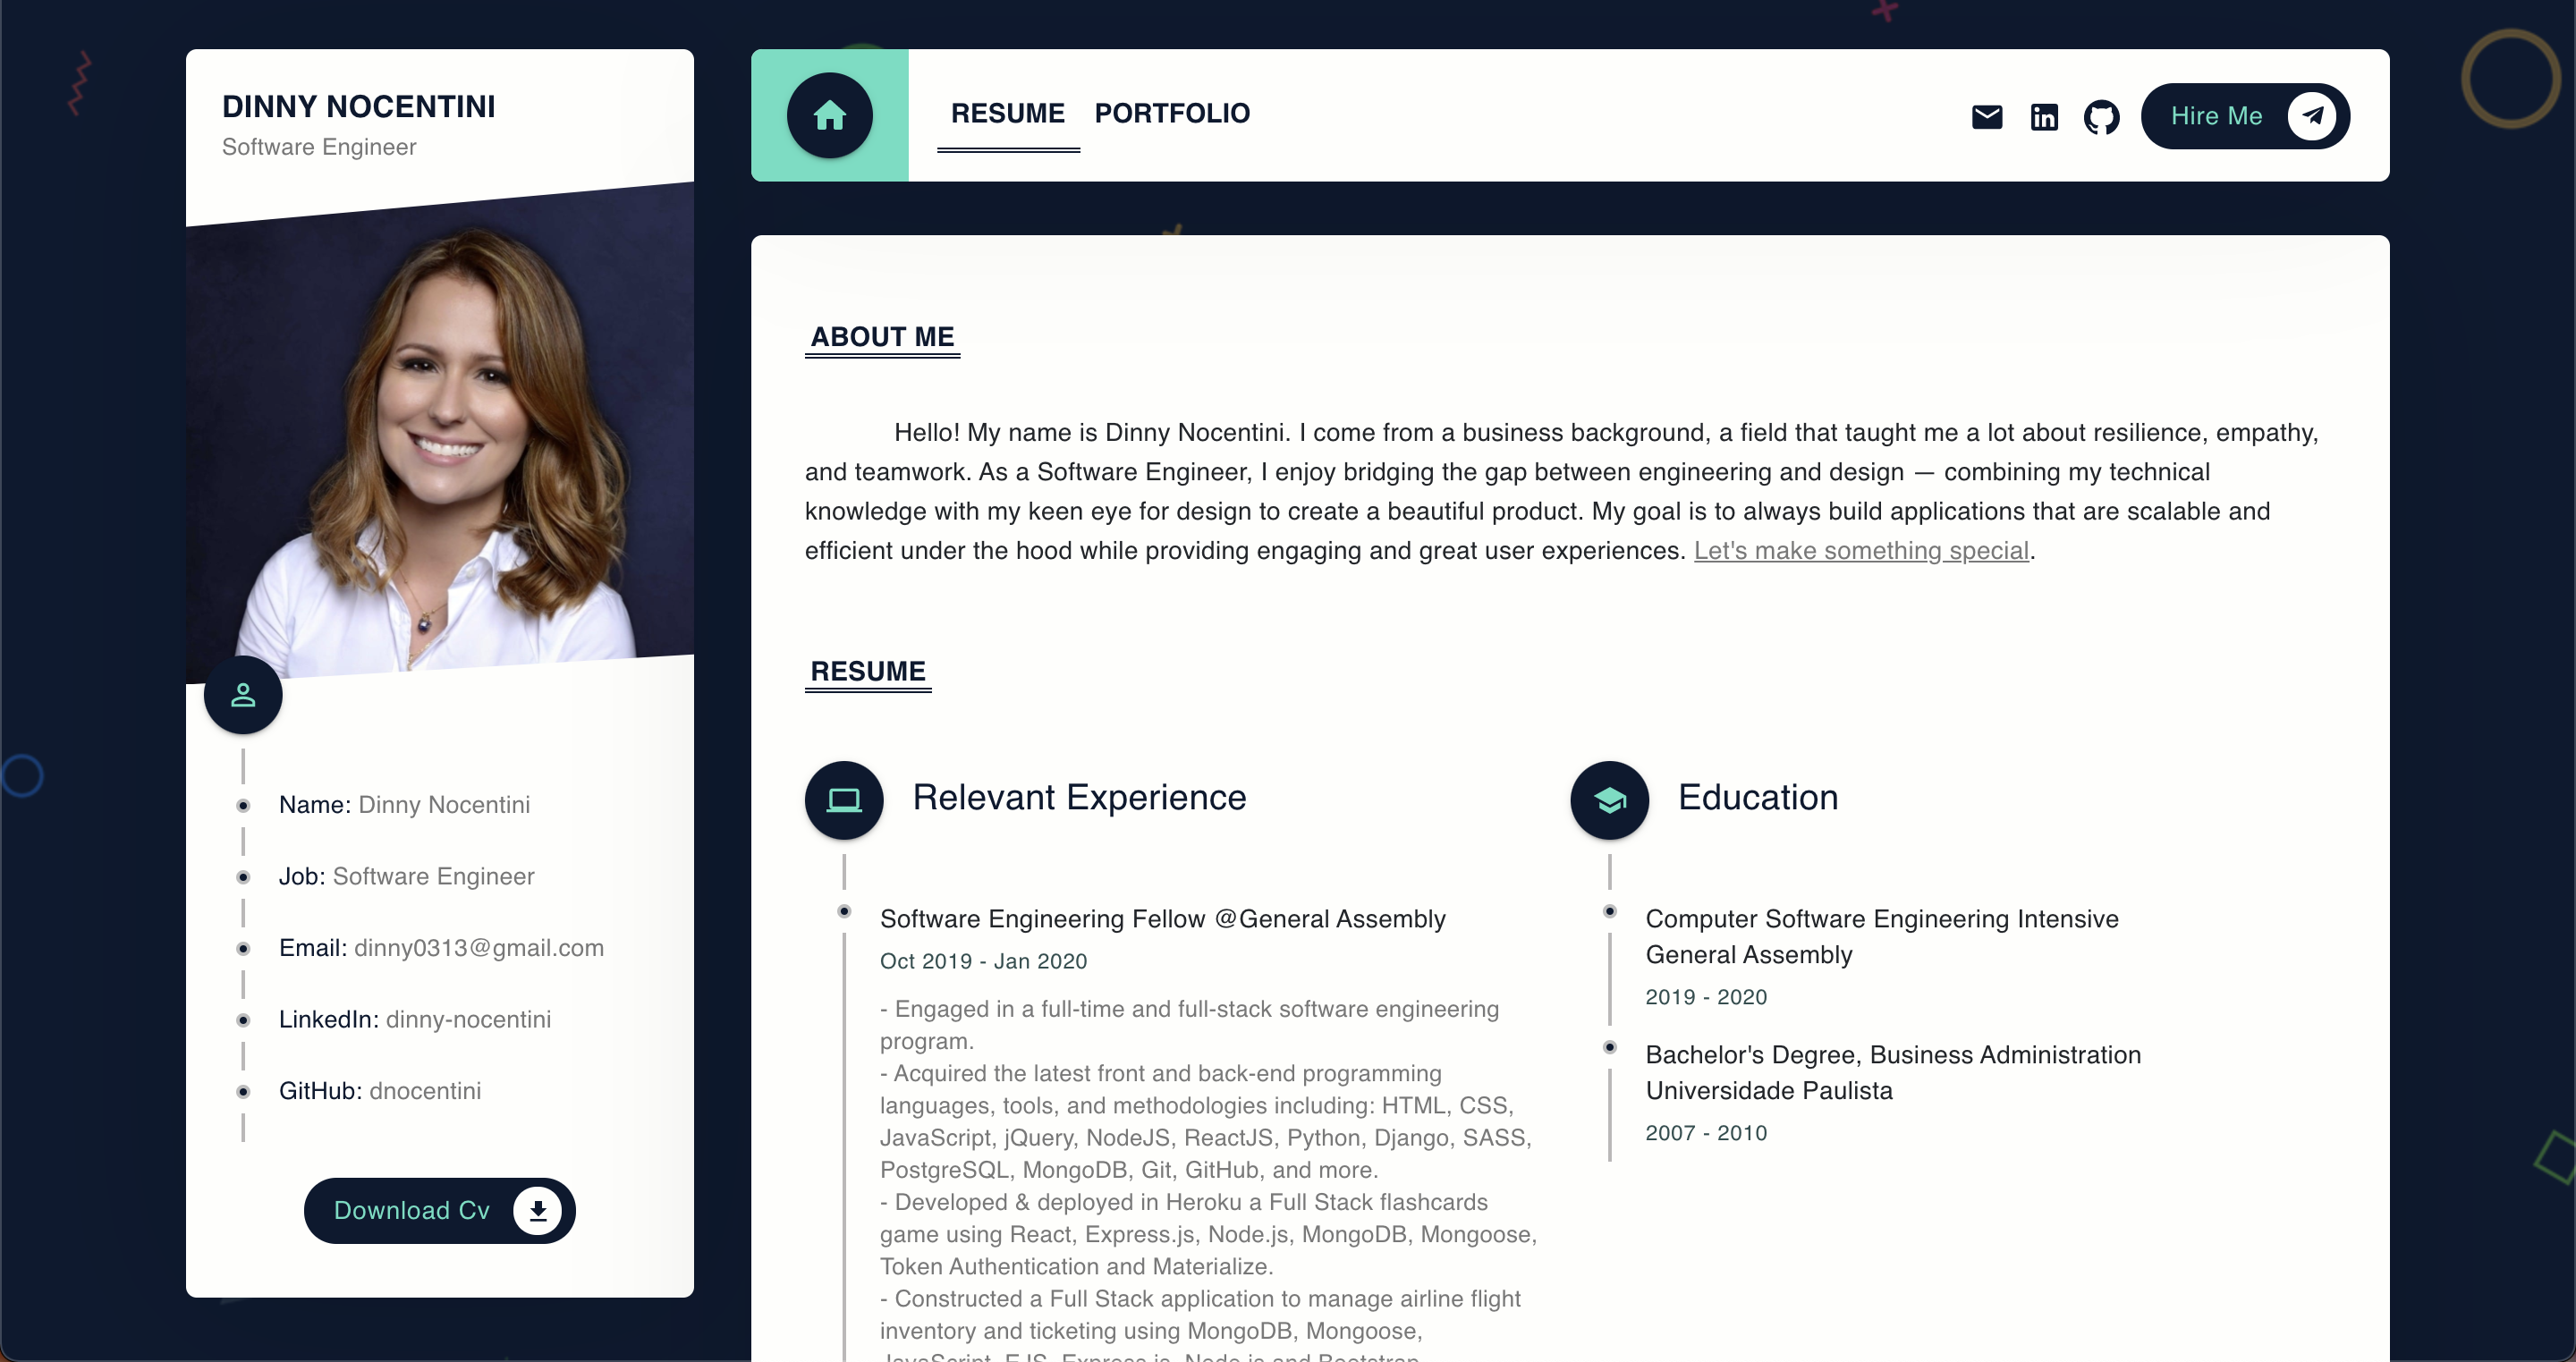 DINNY NOCENTINI
Software Engineer
Name: Dinny Nocentini
Job: Software Engineer
Email: dinny0313@gmail.com
LinkedIn: dinny-nocentini
GitHub: dnocentini
Download Cv
RESUME PORTFOLIO
Hire Me
ABOUT ME
Hello! My name is Dinny Nocentini. I come from a business background, a field that taught me a lot about resilience, empathy,
and teamwork. As a Software Engineer, I enjoy bridging the gap between engineering and design — combining my technical
knowledge with my keen eye for design to create a beautiful product. My goal is to always build applications that are scalable and
efficient under the hood while providing engaging and great user experiences. Let's make something special.
RESUME
Relevant Experience
Software Engineering Fellow @General Assembly
Oct 2019 - Jan 2020
- Engaged in a full-time and full-stack software engineering
program.
- Acquired the latest front and back-end programming
languages, tools, and methodologies including: HTML, CSS,
JavaScript, jQuery, NodeJS, ReactJS, Python, Django, SASS,
PostgreSQL, MongoDB, Git, GitHub, and more.
- Developed & deployed in Heroku a Full Stack flashcards
game using React, Express.js, Node.js, MongoDB, Mongoose,
Token Authentication and Materialize.
- Constructed a Full Stack application to manage airline flight
inventory and ticketing using MongoDB, Mongoose,
JavaScript, EJS, Express.js, Node.js and Bootstrap.
Education
Computer Software Engineering Intensive
General Assembly
2019 - 2020
Bachelor's Degree, Business Administration
Universidade Paulista
2007 - 2010